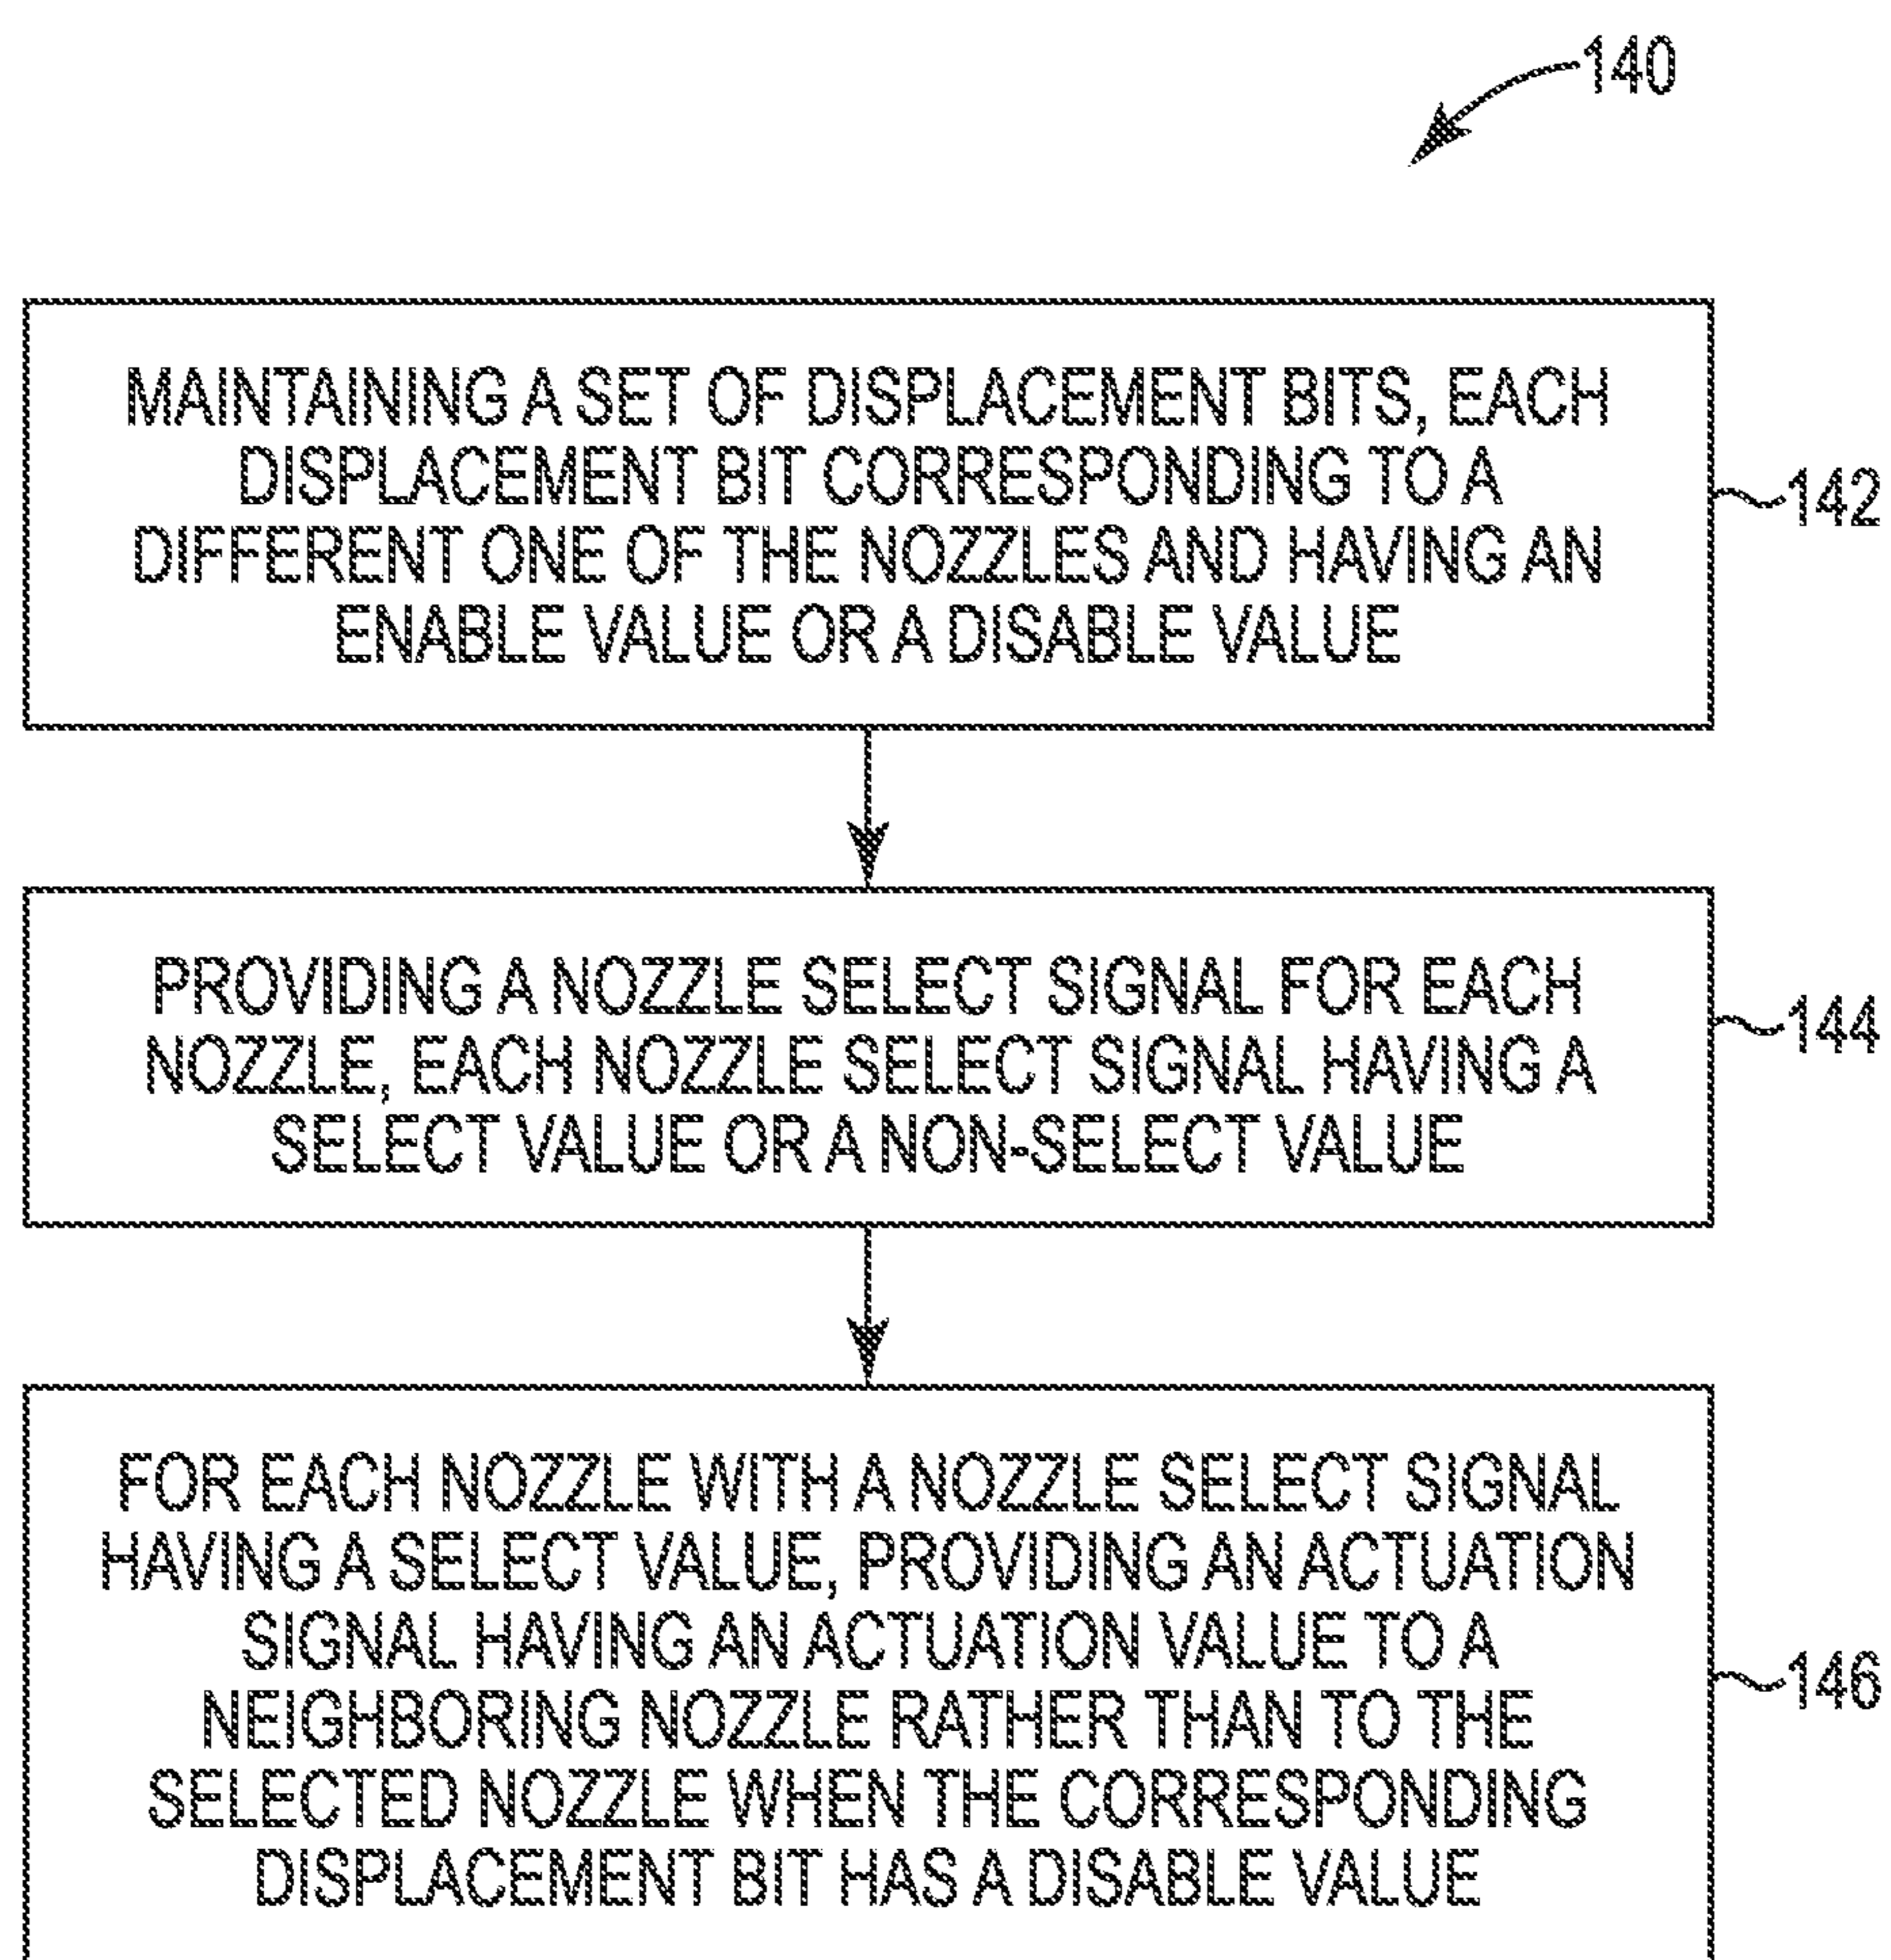 140
MAINTAINING A SET OF DISPLACEMENT BITS, EACH
DISPLACEMENT BIT CORRESPONDING TO A
DIFFERENT ONE OF THE NOZZLES AND HAVING AN
ENABLE VALUE OR A DISABLE VALUE
142
PROVIDING A NOZZLE SELECT SIGNAL FOR EACH
NOZZLE, EACH NOZZLE SELECT SIGNAL HAVING A
SELECT VALUE OR A NON-SELECT VALUE
144
FOR EACH NOZZLE WITH A NOZZLE SELECT SIGNAL
HAVING A SELECT VALUE, PROVIDING AN ACTUATION
SIGNAL HAVING AN ACTUATION VALUE TO A
NEIGHBORING NOZZLE RATHER THAN TO THE
SELECTED NOZZLE WHEN THE CORRESPONDING
DISPLACEMENT BIT HAS A DISABLE VALUE
146